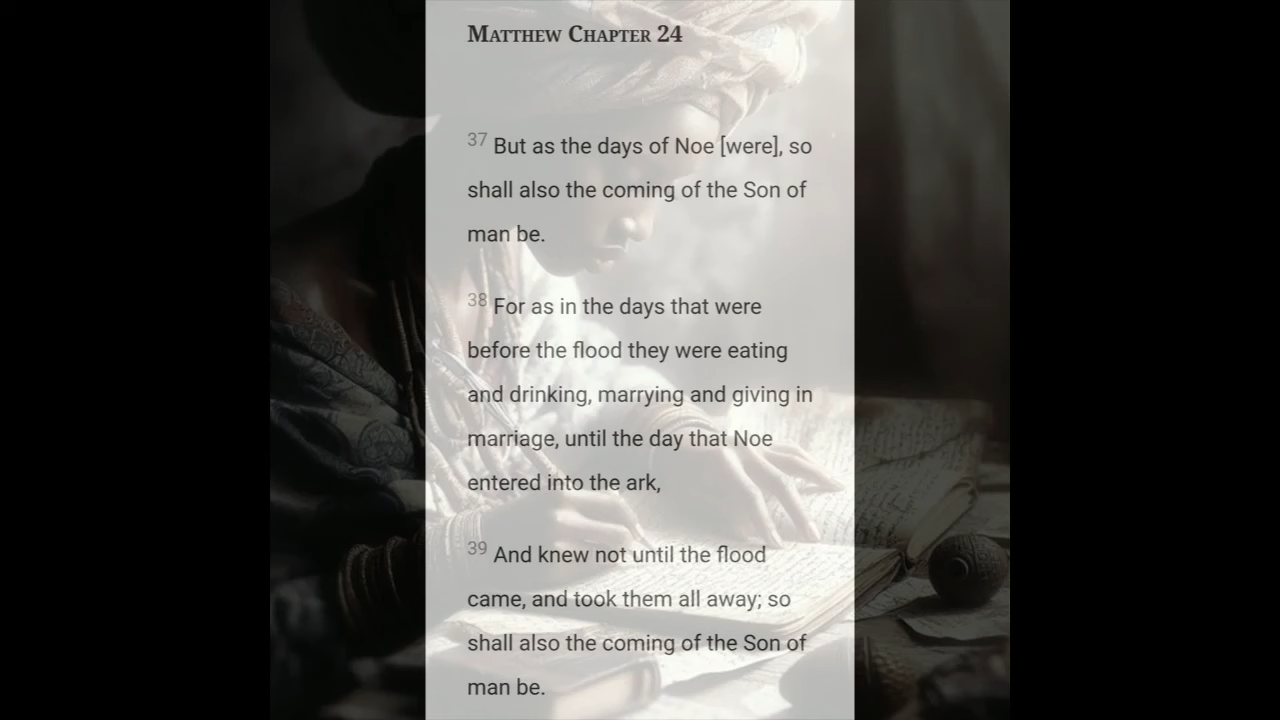 Matthew Chapter 24
37 But as the days of Noe [were], so
shall also the coming of the Son of
man be.
38 For as in the days that were
before the flood they were eating
and drinking, marrying and giving in
marriage, until the day that Noe
entered into the ark,
39 And knew not until the flood
came, and took them all away; so
shall also the coming of the Son of
man be.